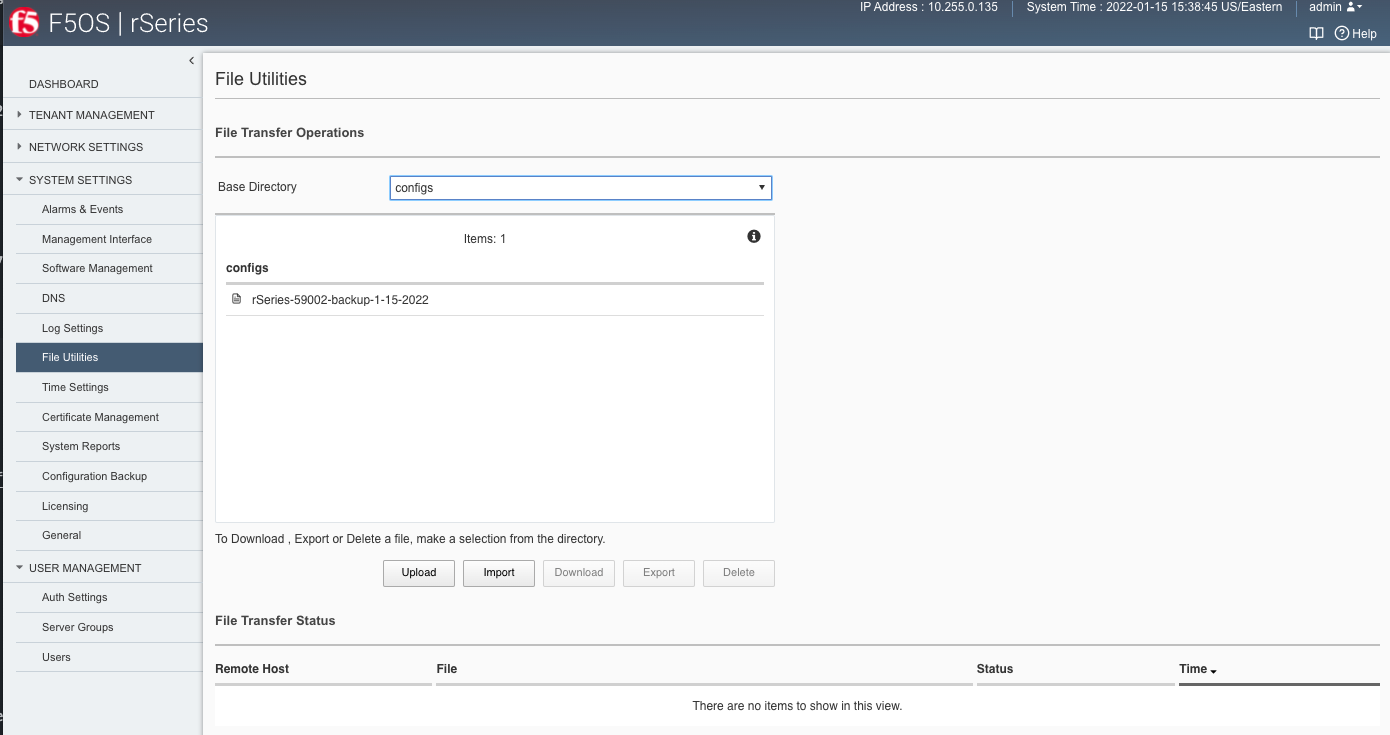 f5 F5OS | rSeries
IP Address : 10.255.0.135
System Time : 2022-01-15 15:38:45 US/Eastern
admin
Help
DASHBOARD
TENANT MANAGEMENT
NETWORK SETTINGS
SYSTEM SETTINGS
Alarms & Events
Management Interface
Software Management
DNS
Log Settings
File Utilities
Time Settings
Certificate Management
System Reports
Configuration Backup
Licensing
General
USER MANAGEMENT
Auth Settings
Server Groups
Users
File Utilities
File Transfer Operations
Base Directory
configs
Items: 1
configs
rSeries-59002-backup-1-15-2022
To Download , Export or Delete a file, make a selection from the directory.
Upload Import Download Export Delete
File Transfer Status
Remote Host File Status Time
There are no items to show in this view.